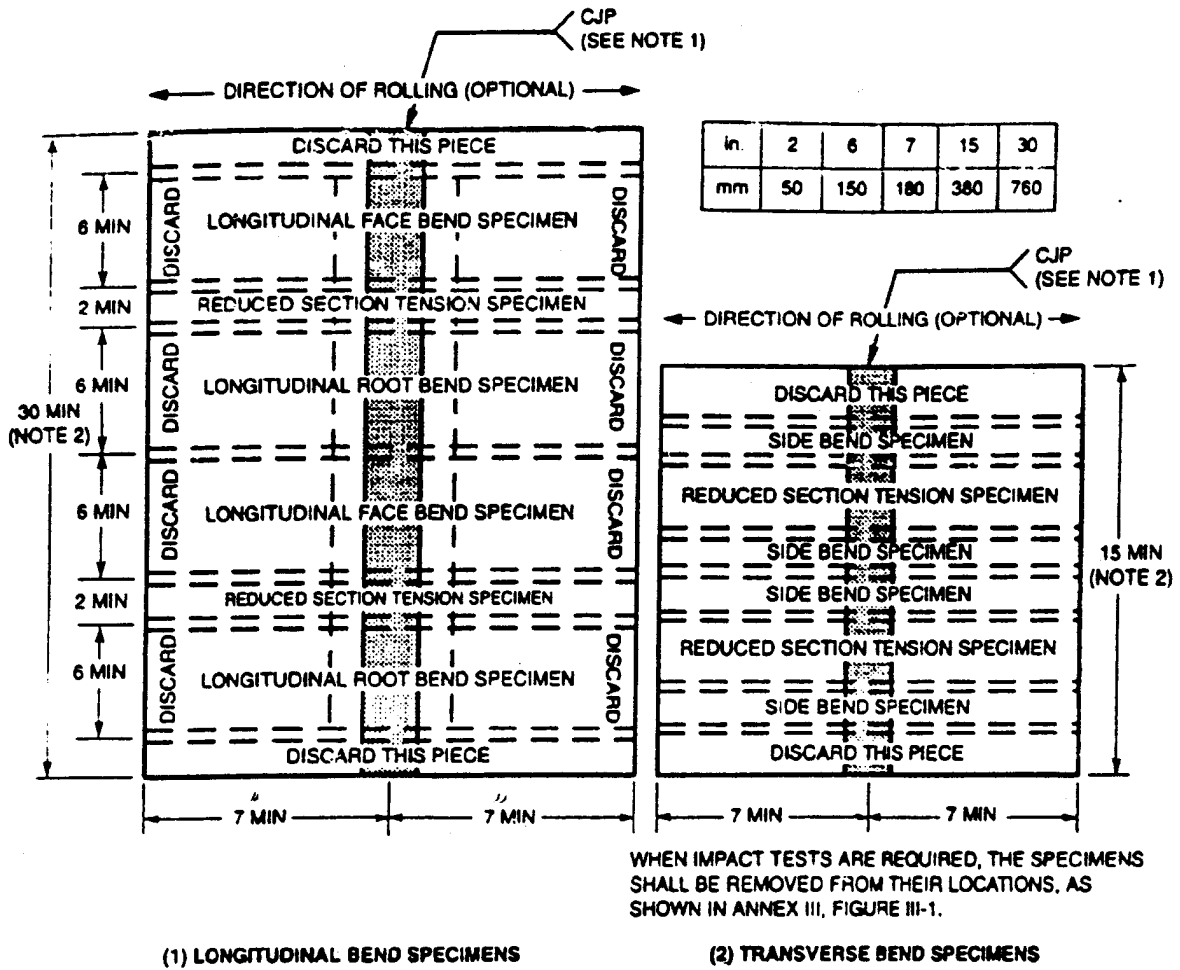 CJP
(SEE NOTE 1)
DIRECTION OF ROLLING (OPTIONAL)
DISCARD THIS PIECE
DISCARD
LONGITUDINAL FACE BEND SPECIMEN
DISCARD
6 MIN
REDUCED SECTION TENSION SPECIMEN
2 MIN
DISCARD
LONGITUDINAL ROOT BEND SPECIMEN
DISCARD
6 MIN
30 MIN
(NOTE 2)
DISCARD
LONGITUDINAL FACE BEND SPECIMEN
DISCARD
6 MIN
REDUCED SECTION TENSION SPECIMEN
2 MIN
DISCARD
LONGITUDINAL ROOT BEND SPECIMEN
DISCARD
6 MIN
DISCARD THIS PIECE
7 MIN 7 MIN
(1) LONGITUDINAL BEND SPECIMENS
in. 2 6 7 15 30
mm 50 150 180 380 760
CJP
(SEE NOTE 1)
DIRECTION OF ROLLING (OPTIONAL)
DISCARD THIS PIECE
SIDE BEND SPECIMEN
REDUCED SECTION TENSION SPECIMEN
SIDE BEND SPECIMEN
SIDE BEND SPECIMEN
REDUCED SECTION TENSION SPECIMEN
SIDE BEND SPECIMEN
DISCARD THIS PIECE
15 MIN
(NOTE 2)
7 MIN 7 MIN
WHEN IMPACT TESTS ARE REQUIRED, THE SPECIMENS
SHALL BE REMOVED FROM THEIR LOCATIONS, AS
SHOWN IN ANNEX III, FIGURE III-1.
(2) TRANSVERSE BEND SPECIMENS